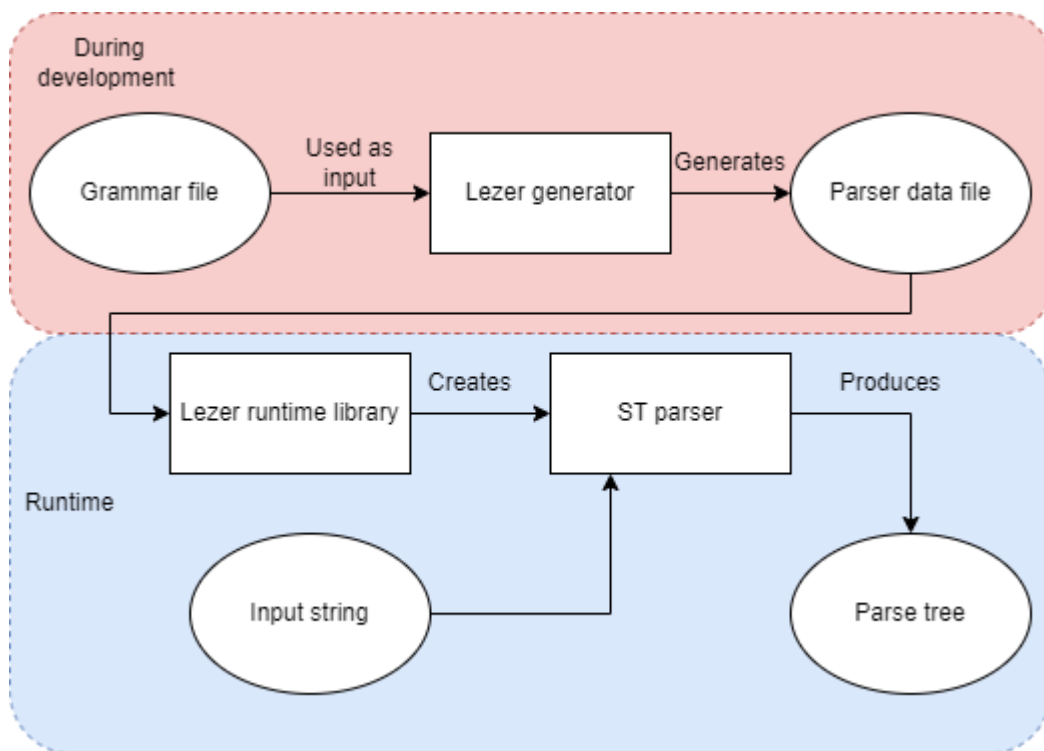 During
development
Grammar file
Used as
input
Lezer generator
Generates
Parser data file
Lezer runtime library
Creates
ST parser
Produces
Runtime
Input string
Parse tree